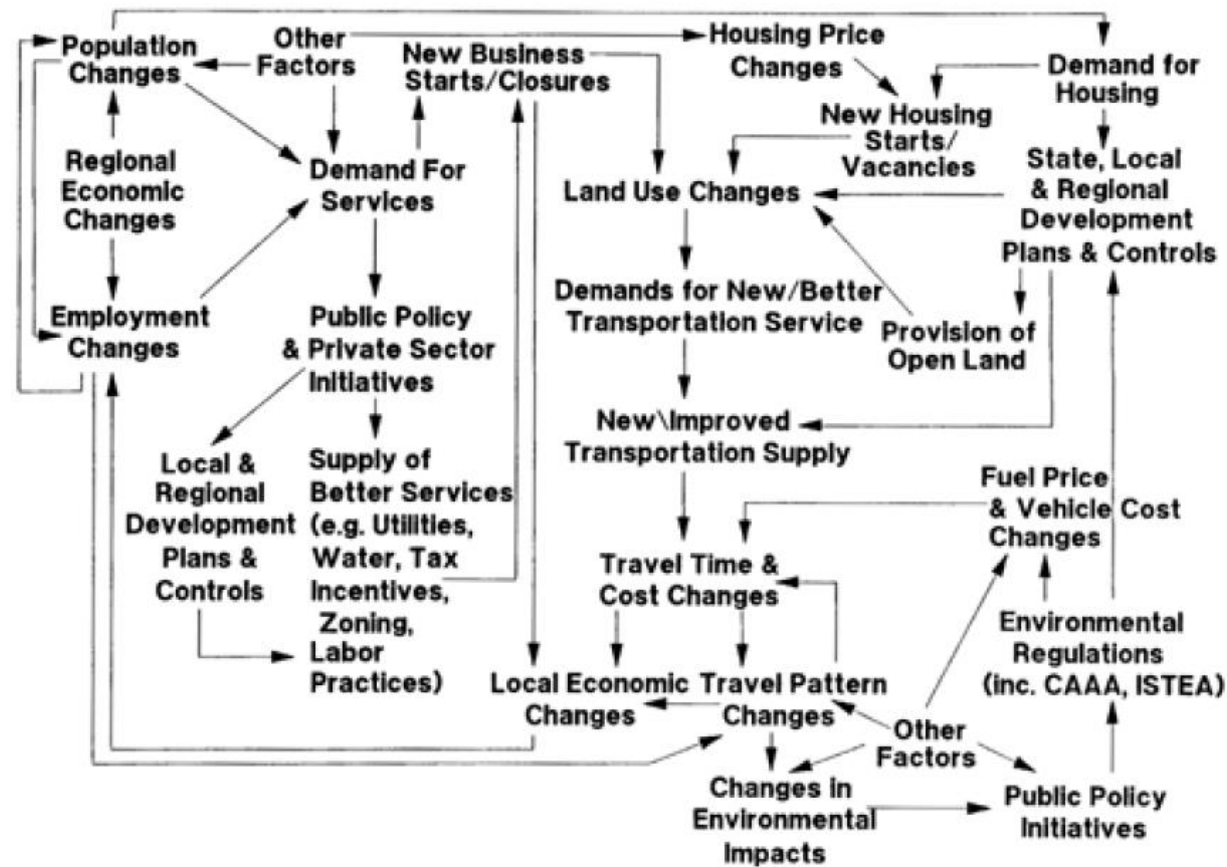 Population
Changes
Other
Factors
New Business
Starts/Closures
Housing Price
Changes
Demand for
Housing
Regional
Economic
Changes
Demand For
Services
New Housing
Starts/
Vacancies
Land Use Changes
State, Local
& Regional
Development
Plans & Controls
Employment
Changes
Public Policy
& Private Sector
Initiatives
Demands for New/Better
Transportation Service
Provision of
Open Land
New\Improved
Transportation Supply
Local &
Regional
Development
Plans &
Controls
Supply of
Better Services
(e.g. Utilities,
Water, Tax
Incentives,
Zoning,
Labor
Practices)
Fuel Price
& Vehicle Cost
Changes
Travel Time &
Cost Changes
Environmental
Regulations
(inc. CAAA, ISTEA)
Local Economic
Changes
Travel Pattern
Changes
Other
Factors
Changes in
Environmental
Impacts
Public Policy
Initiatives